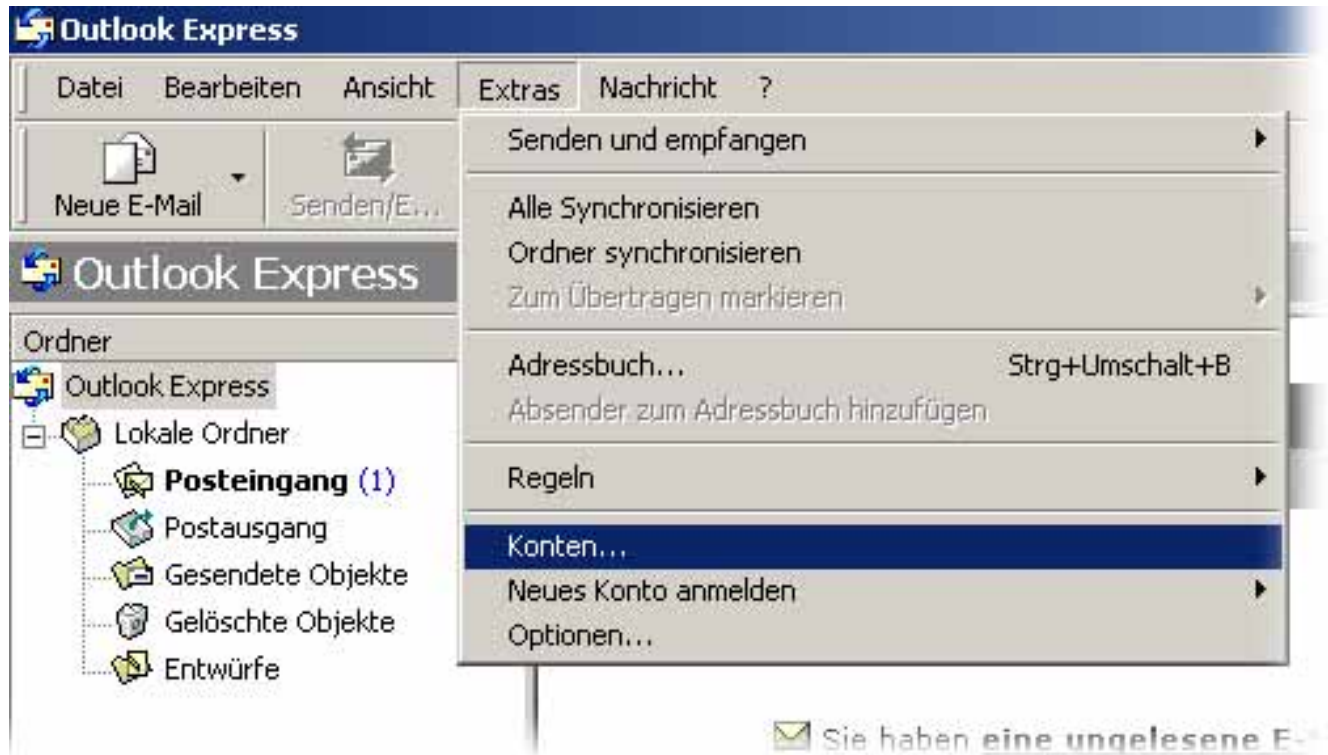 Outlook Express
Datei Bearbeiten Ansicht Extras Nachricht ?
Neue E-Mail Senden/E...
Senden und empfangen
Alle Synchronisieren
Ordner synchronisieren
Zum Übertragen markieren
Adressbuch... Strg+Umschalt+B
Absender zum Adressbuch hinzufügen
Regeln
Konten...
Neues Konto anmelden
Optionen...
Outlook Express
Ordner
Outlook Express
Lokale Ordner
Posteingang (1)
Postausgang
Gesendete Objekte
Gelöschte Objekte
Entwürfe
Sie haben eine ungelesene E-